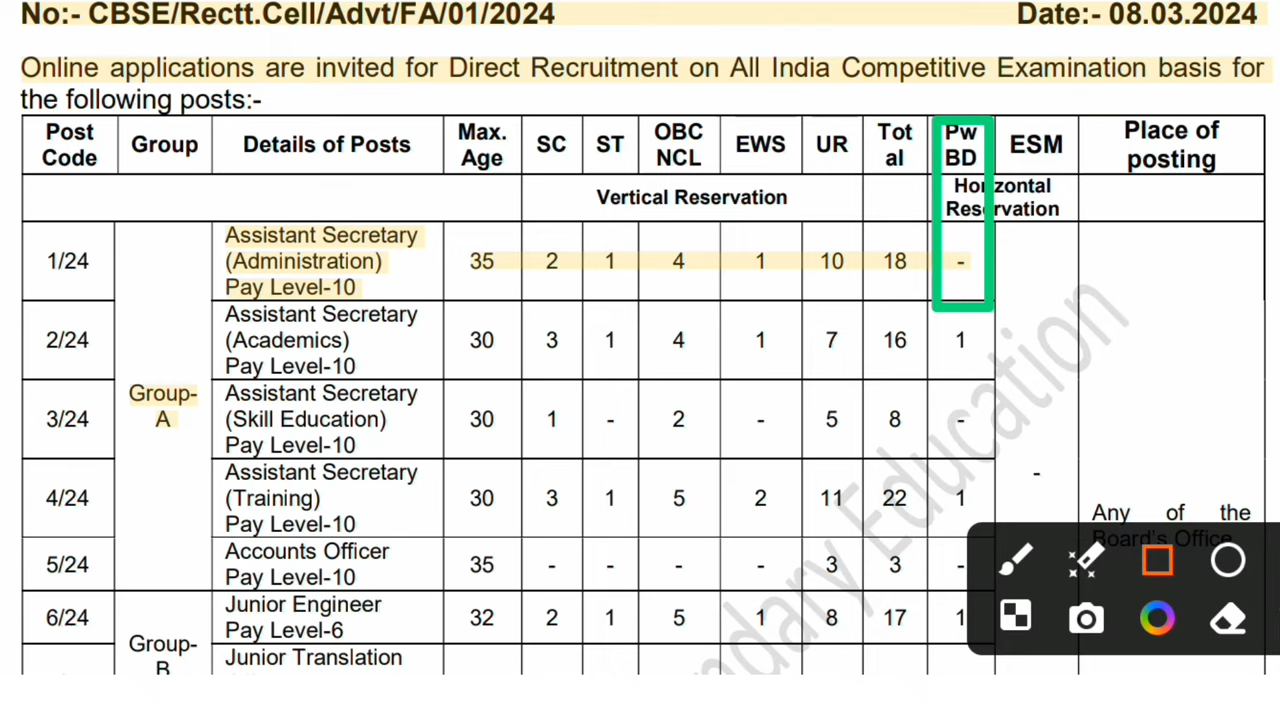 No:- CBSE/Rectt.Cell/Advt/FA/01/2024 Date:- 08.03.2024
Online applications are invited for Direct Recruitment on All India Competitive Examination basis for
the following posts:-
Post Code Group Details of Posts Max. Age SC ST OBC NCL EWS UR Tot al Pw BD ESM Place of posting
Vertical Reservation Horizontal Reservation
1/24 Group-A Assistant Secretary (Administration) Pay Level-10 35 2 1 4 1 10 18 - - Any of the Board's Office
2/24 Assistant Secretary (Academics) Pay Level-10 30 3 1 4 1 7 16 1
3/24 Assistant Secretary (Skill Education) Pay Level-10 30 1 - 2 - 5 8 -
4/24 Assistant Secretary (Training) Pay Level-10 30 3 1 5 2 11 22 1
5/24 Accounts Officer Pay Level-10 35 - - - - 3 3 -
6/24 Group-B Junior Engineer Pay Level-6 32 2 1 5 1 8 17 1
Junior Translation
Education